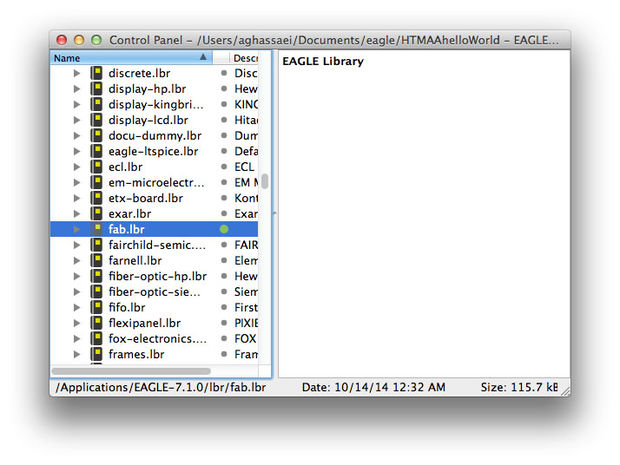 Control Panel – /Users/aghassaei/Documents/eagle/HTMAAhelloWorld – EAGLE...
Name Descri
EAGLE Library
discrete.lbr Disc
display-hp.lbr Hew
display-kingbri... KING
display-lcd.lbr Hitac
docu-dummy.lbr Dum
eagle-ltspice.lbr Defa
ecl.lbr ECL
em-microelectr... EM M
etx-board.lbr Kont
exar.lbr Exar
fab.lbr
fairchild-semic.... FAIR
farnell.lbr Elem
fiber-optic-hp.lbr Hew
fiber-optic-sie... Siem
fifo.lbr First
flexipanel.lbr PIXIE
fox-electronics.... FOX
frames.lbr Fram
/Applications/EAGLE-7.1.0/lbr/fab.lbr Date: 10/14/14 12:32 AM Size: 115.7 kB